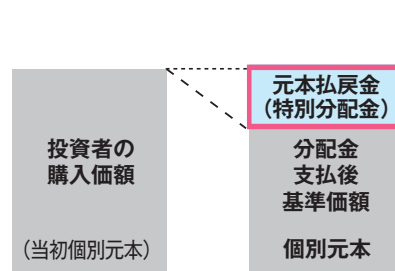 投資者の
購入価額
（当初個別元本）
元本払戻金
（特別分配金）
分配金
支払後
基準価額
個別元本